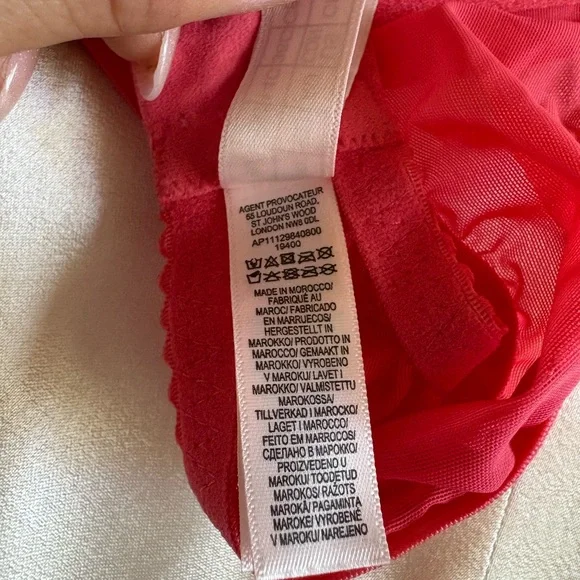 AGENT PROVOCATEUR
55 LOUDOUN ROAD,
ST JOHN'S WOOD
LONDON NW8 0DL
AP11129840800
19400
MADE IN MOROCCO/
FABRIQUÉ AU
MAROC/ FABRICADO
EN MARRUECOS/
HERGESTELLT IN
MAROKKO/ PRODOTTO IN
MAROCCO/ GEMAAKT IN
MAROKKO/ VYROBENO
V MAROKU/ LAVET I
MAROKKO/ VALMISTETTU
MAROKOSSA/
TILLVERKAD I MAROCKO/
LAGET I MAROCCO/
FEITO EM MARROCOS/
СДЕЛАНО В МАРОККО/
PROIZVEDENO U
MAROKU/ TOODETUD
MAROKOS/ RAŽOTS
MAROKĀ/ PAGAMINTA
MAROKE/ VYROBENÉ
V MAROKU/ NAREJENO